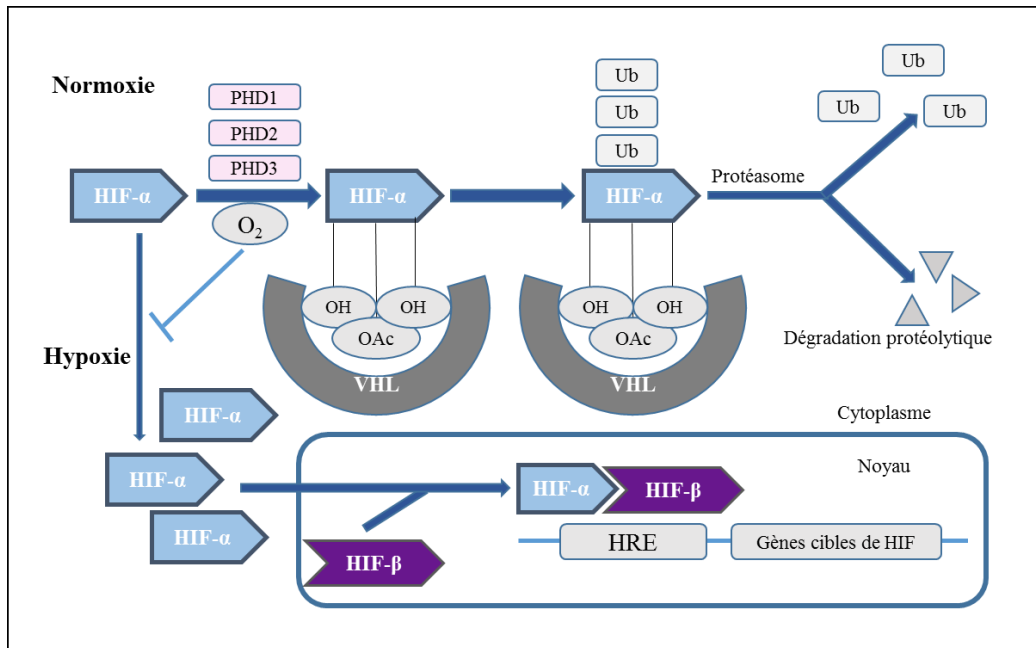 Normoxie
PHD1
PHD2
PHD3
HIF-α
O2
HIF-α
OH
OH
OAc
VHL
Ub
Ub
Ub
HIF-α
OH
OH
OAc
VHL
Protéasome
Ub
Ub
Ub
Dégradation protéolytique
Hypoxie
HIF-α
HIF-α
HIF-α
Cytoplasme
Noyau
HIF-α
HIF-β
HIF-β
HRE
Gènes cibles de HIF